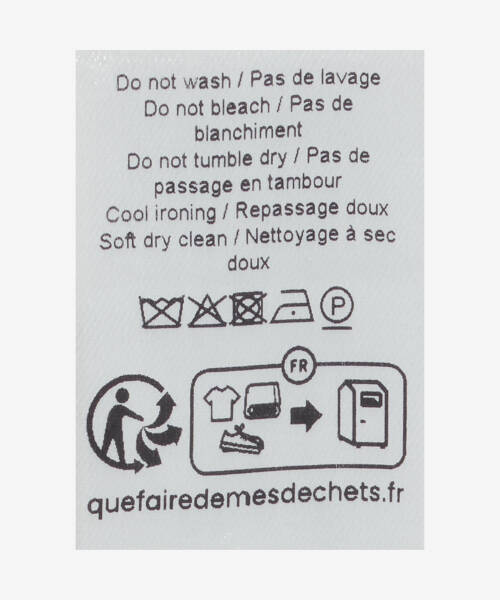 Do not wash / Pas de lavage
Do not bleach / Pas de
blanchiment
Do not tumble dry / Pas de
passage en tambour
Cool ironing / Repassage doux
Soft dry clean / Nettoyage à sec
doux
P
FR
quefairedemesdechets.fr